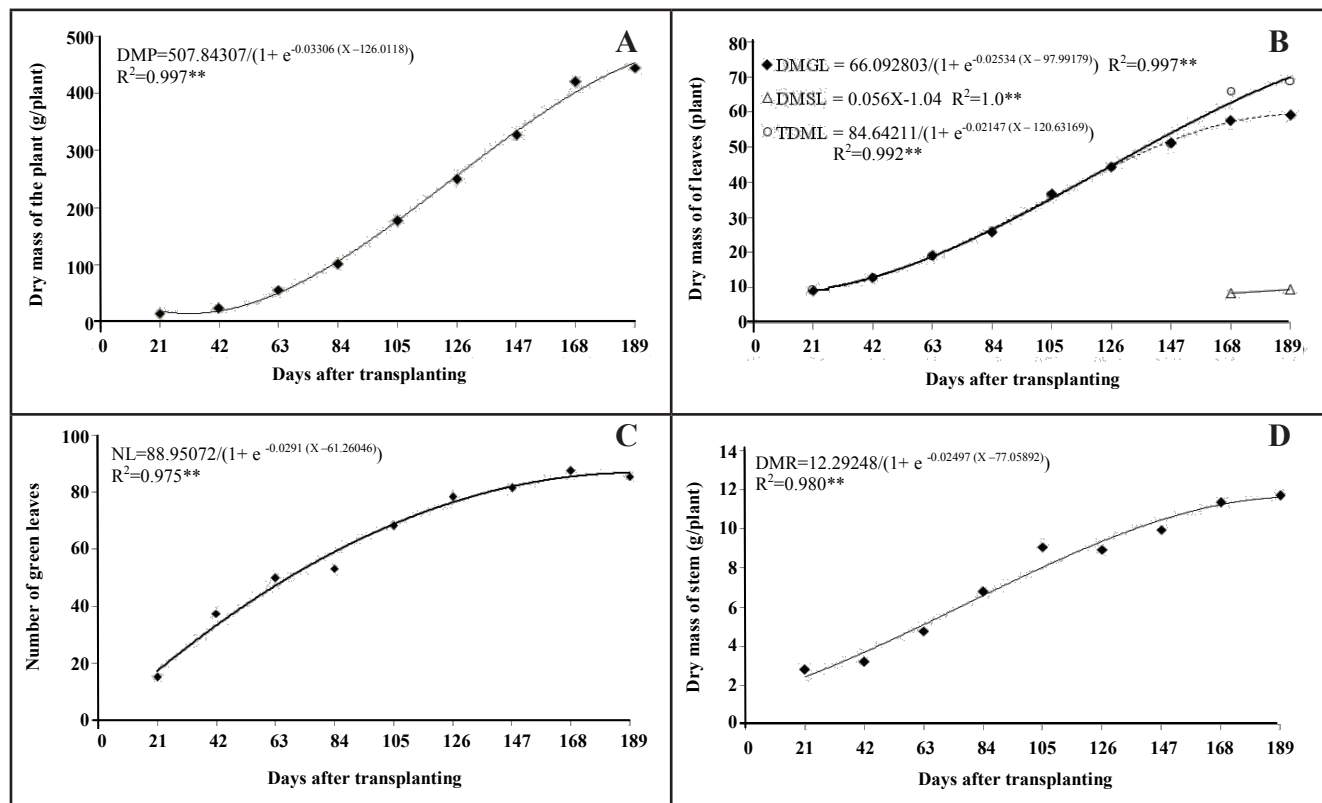 A
DMP=507.84307/(1+ e^-0.03306 (X –126.0118))
R²=0.997**
Dry mass of the plant (g/plant)
500
400
300
200
100
0
0 21 42 63 84 105 126 147 168 189
Days after transplanting
B
DMGL = 66.092803/(1+ e^-0.02534 (X – 97.99179)) R²=0.997**
DMSL = 0.056X-1.04 R²=1.0**
TDML = 84.64211/(1+ e^-0.02147 (X – 120.63169))
R²=0.992**
Dry mass of of leaves (plant)
80
70
60
50
40
30
20
10
0
0 21 42 63 84 105 126 147 168 189
Days after transplanting
C
NL=88.95072/(1+ e^-0.0291 (X –61.26046))
R²=0.975**
Number of green leaves
100
80
60
40
20
0
0 21 42 63 84 105 126 147 168 189
Days after transplanting
D
DMR=12.29248/(1+ e^-0.02497 (X –77.05892))
R²=0.980**
Dry mass of stem (g/plant)
14
12
10
8
6
4
2
0
0 21 42 63 84 105 126 147 168 189
Days after transplanting